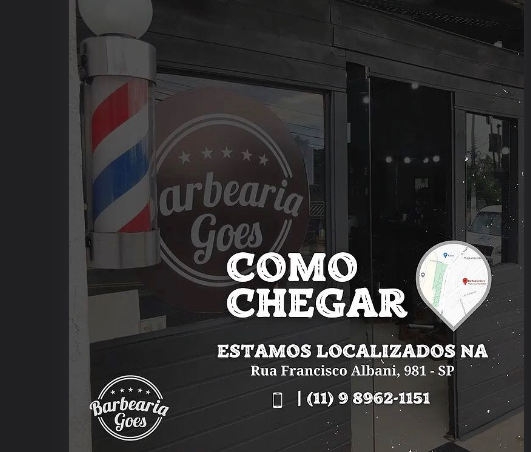 Barbearia
Goes
COMO
CHEGAR
ESTAMOS LOCALIZADOS NA
Rua Francisco Albani, 981 - SP
| (11) 9 8962-1151
Barbearia
Goes